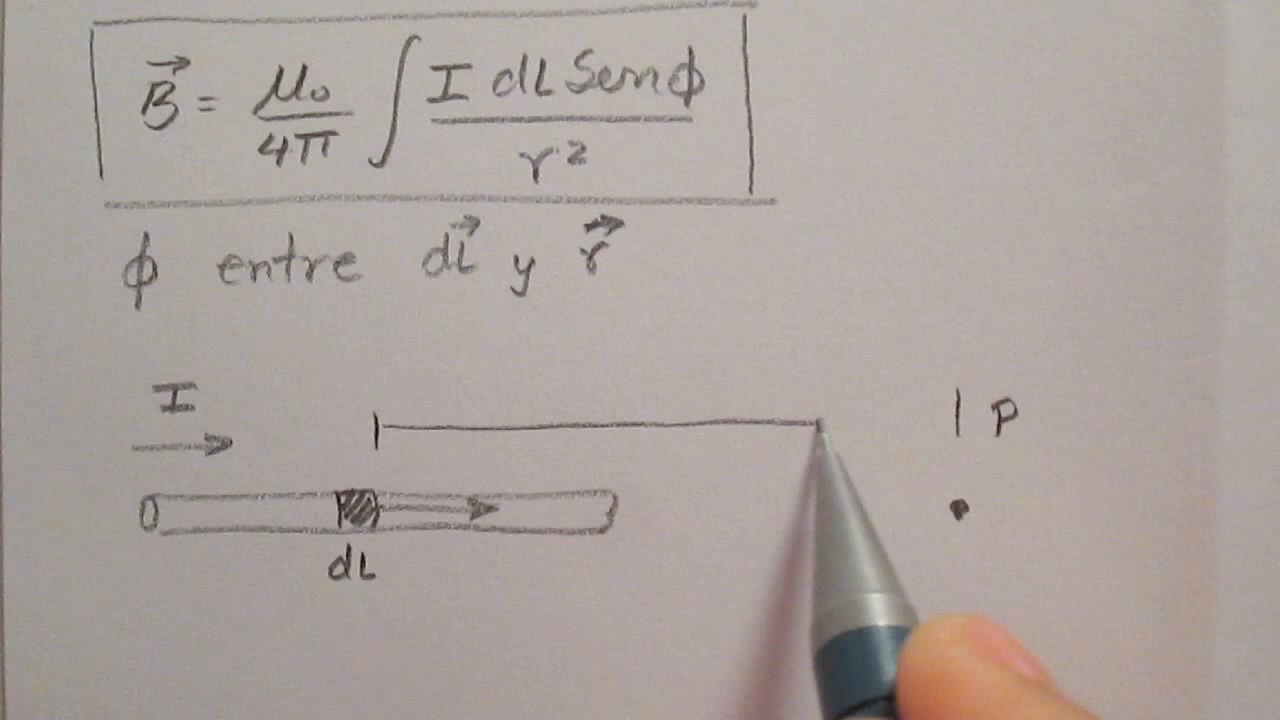 B⃗ = μ₀/4π ∫ I dL Senϕ / r²
ϕ entre dL⃗ y r⃗
I
P
dL